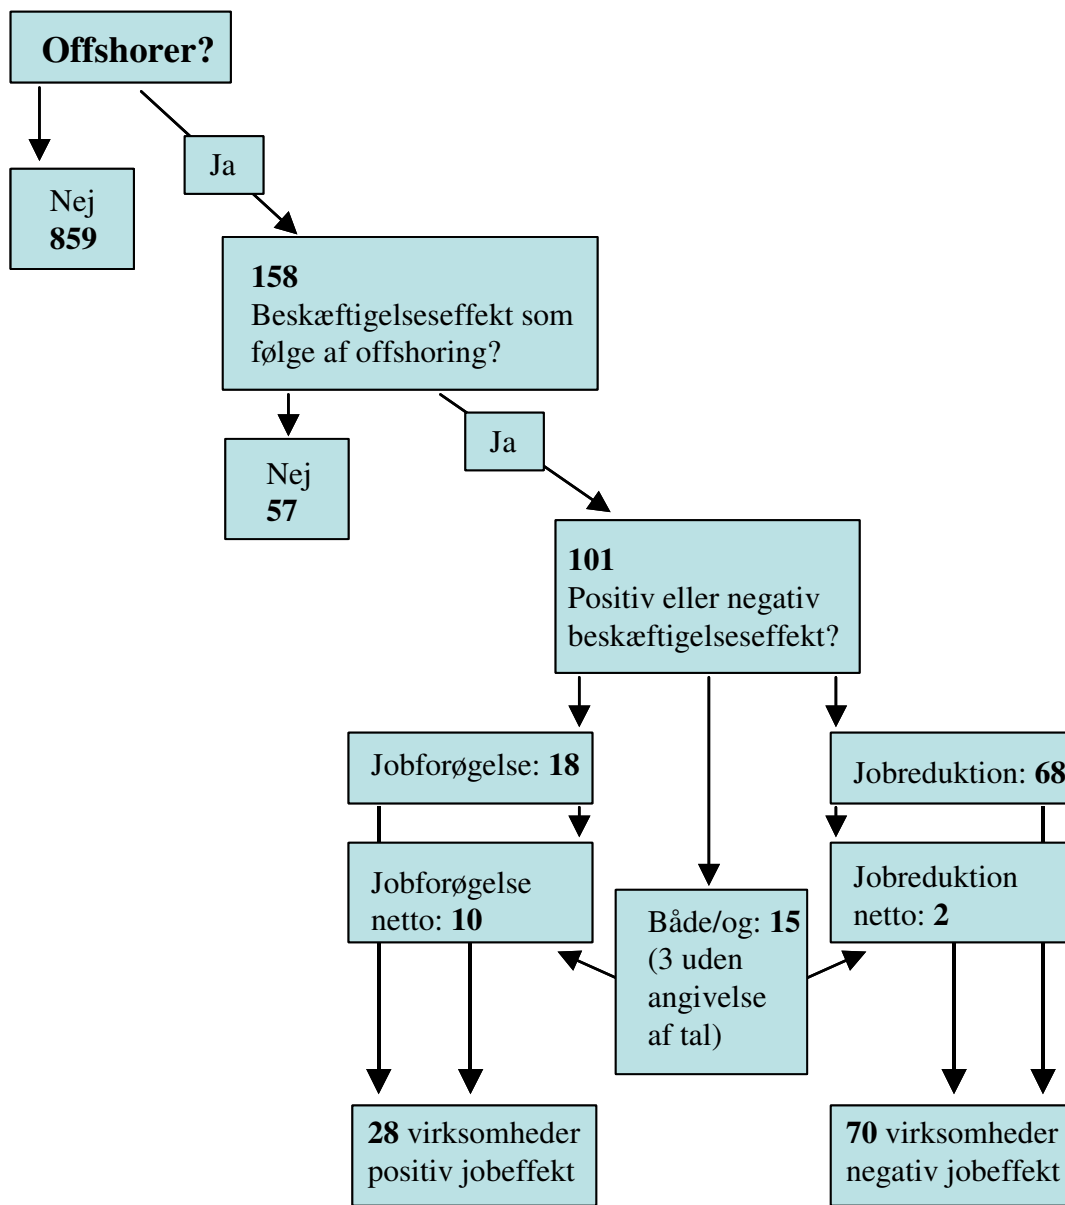 Offshorer?
Ja
Nej
859
158
Beskæftigelseseffekt som
følge af offshoring?
Ja
Nej
57
101
Positiv eller negativ
beskæftigelseseffekt?
Jobforøgelse: 18
Jobreduktion: 68
Jobforøgelse
netto: 10
Både/og: 15
(3 uden
angivelse
af tal)
Jobreduktion
netto: 2
28 virksomheder
positiv jobeffekt
70 virksomheder
negativ jobeffekt